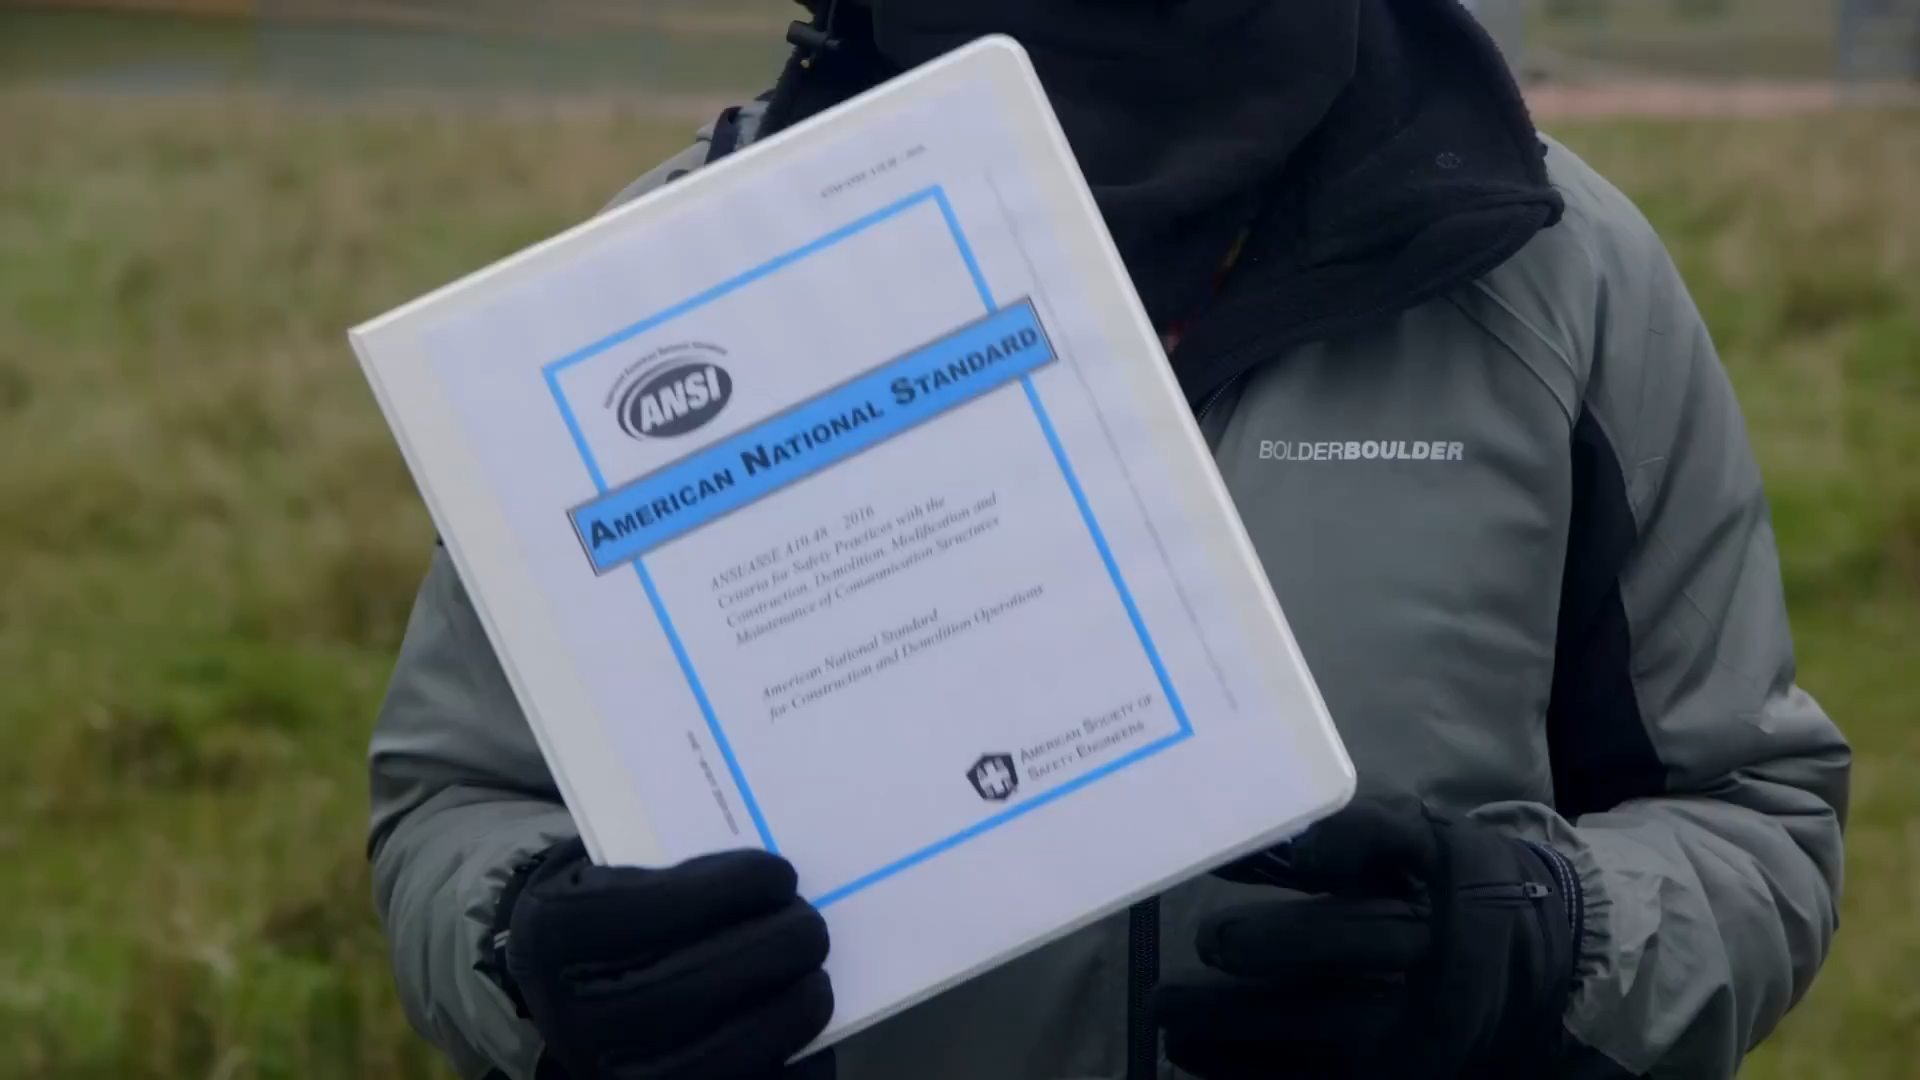 ANSI
AMERICAN NATIONAL STANDARD
ANSI/ASSE A10.48 – 2016
Criteria for Safety Practices with the
Construction, Demolition, Modification and
Maintenance of Communication Structures
American National Standard
for Construction and Demolition Operations
AMERICAN SOCIETY OF
SAFETY ENGINEERS
BOLDERBOULDER